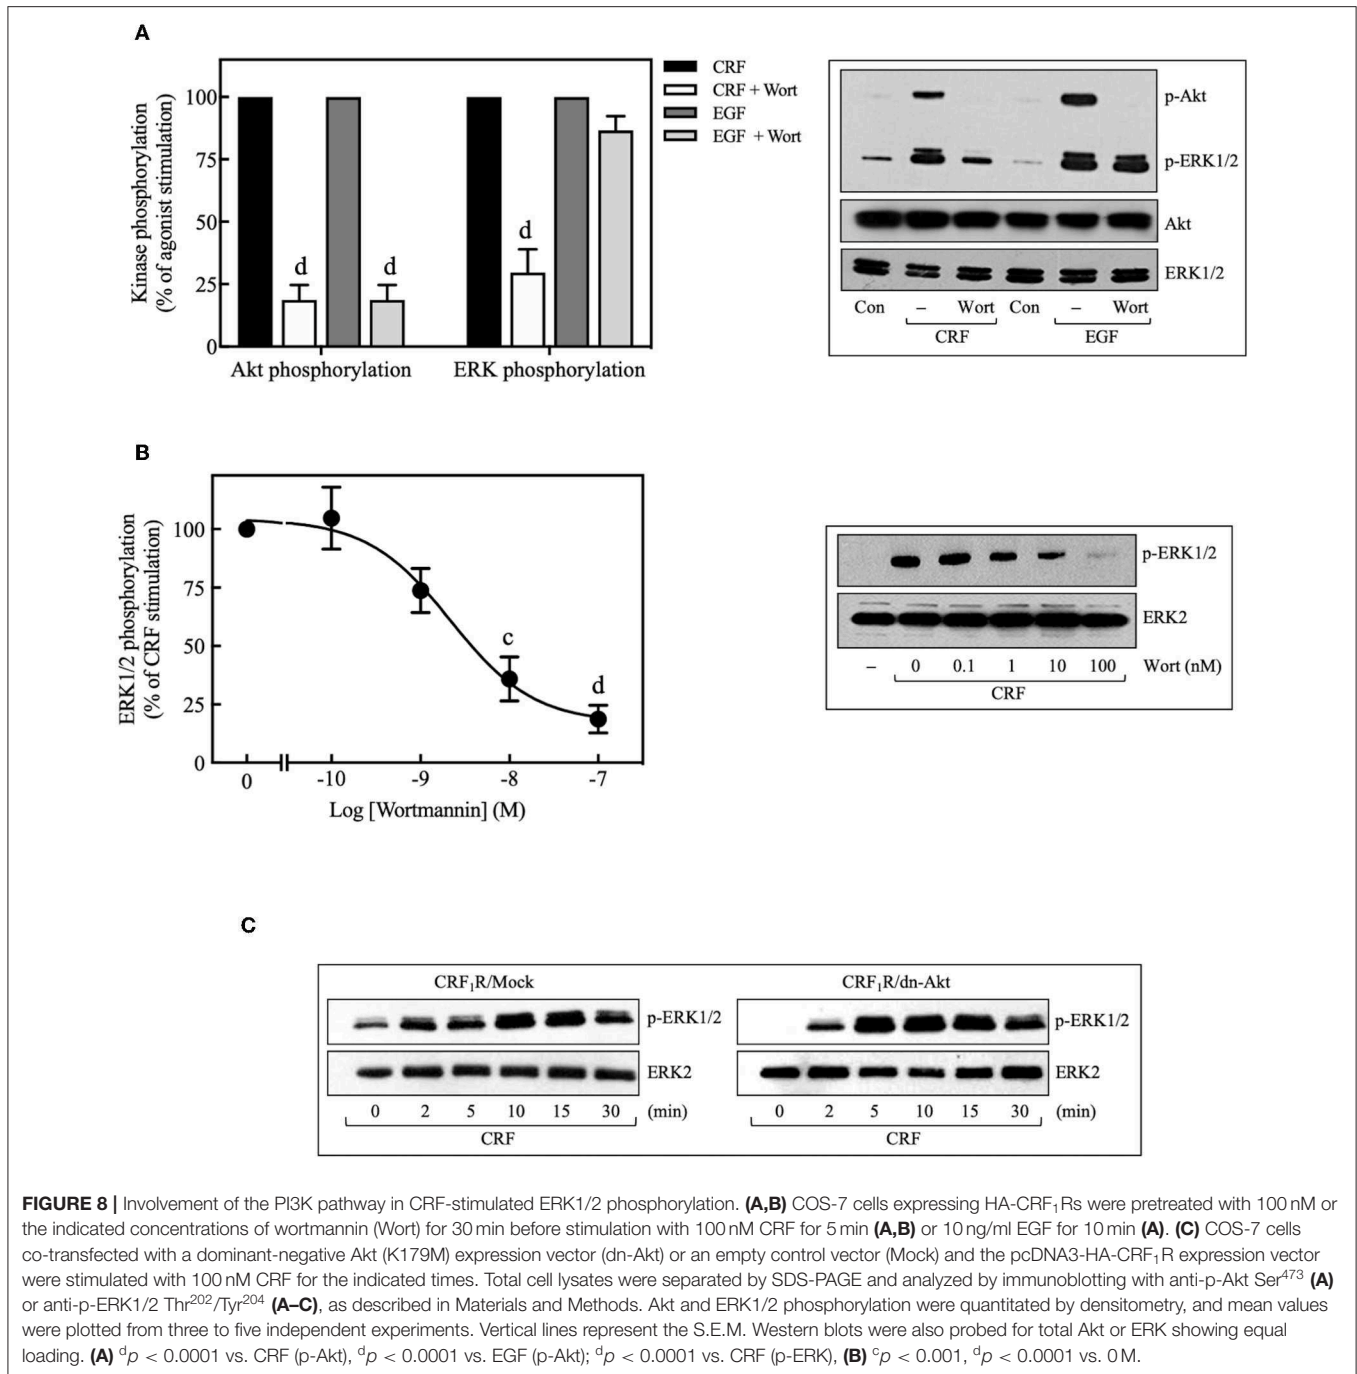 A
Kinase phosphorylation
(% of agonist stimulation)
100
75
50
25
0
d
d
d
Akt phosphorylation
ERK phosphorylation
CRF
CRF + Wort
EGF
EGF + Wort
p-Akt
p-ERK1/2
Akt
ERK1/2
Con – Wort Con – Wort
CRF EGF
B
ERK1/2 phosphorylation
(% of CRF stimulation)
100
75
50
25
0
c
d
0 -10 -9 -8 -7
Log [Wortmannin] (M)
p-ERK1/2
ERK2
– 0 0.1 1 10 100 Wort (nM)
CRF
C
CRF₁R/Mock
p-ERK1/2
ERK2
0 2 5 10 15 30 (min)
CRF
CRF₁R/dn-Akt
p-ERK1/2
ERK2
0 2 5 10 15 30 (min)
CRF
FIGURE 8 | Involvement of the PI3K pathway in CRF-stimulated ERK1/2 phosphorylation. (A,B) COS-7 cells expressing HA-CRF₁Rs were pretreated with 100 nM or
the indicated concentrations of wortmannin (Wort) for 30 min before stimulation with 100 nM CRF for 5 min (A,B) or 10 ng/ml EGF for 10 min (A). (C) COS-7 cells
co-transfected with a dominant-negative Akt (K179M) expression vector (dn-Akt) or an empty control vector (Mock) and the pcDNA3-HA-CRF₁R expression vector
were stimulated with 100 nM CRF for the indicated times. Total cell lysates were separated by SDS-PAGE and analyzed by immunoblotting with anti-p-Akt Ser⁴⁷³ (A)
or anti-p-ERK1/2 Thr²⁰²/Tyr²⁰⁴ (A–C), as described in Materials and Methods. Akt and ERK1/2 phosphorylation were quantitated by densitometry, and mean values
were plotted from three to five independent experiments. Vertical lines represent the S.E.M. Western blots were also probed for total Akt or ERK showing equal
loading. (A) ᵈp < 0.0001 vs. CRF (p-Akt), ᵈp < 0.0001 vs. EGF (p-Akt); ᵈp < 0.0001 vs. CRF (p-ERK), (B) ᶜp < 0.001, ᵈp < 0.0001 vs. 0 M.